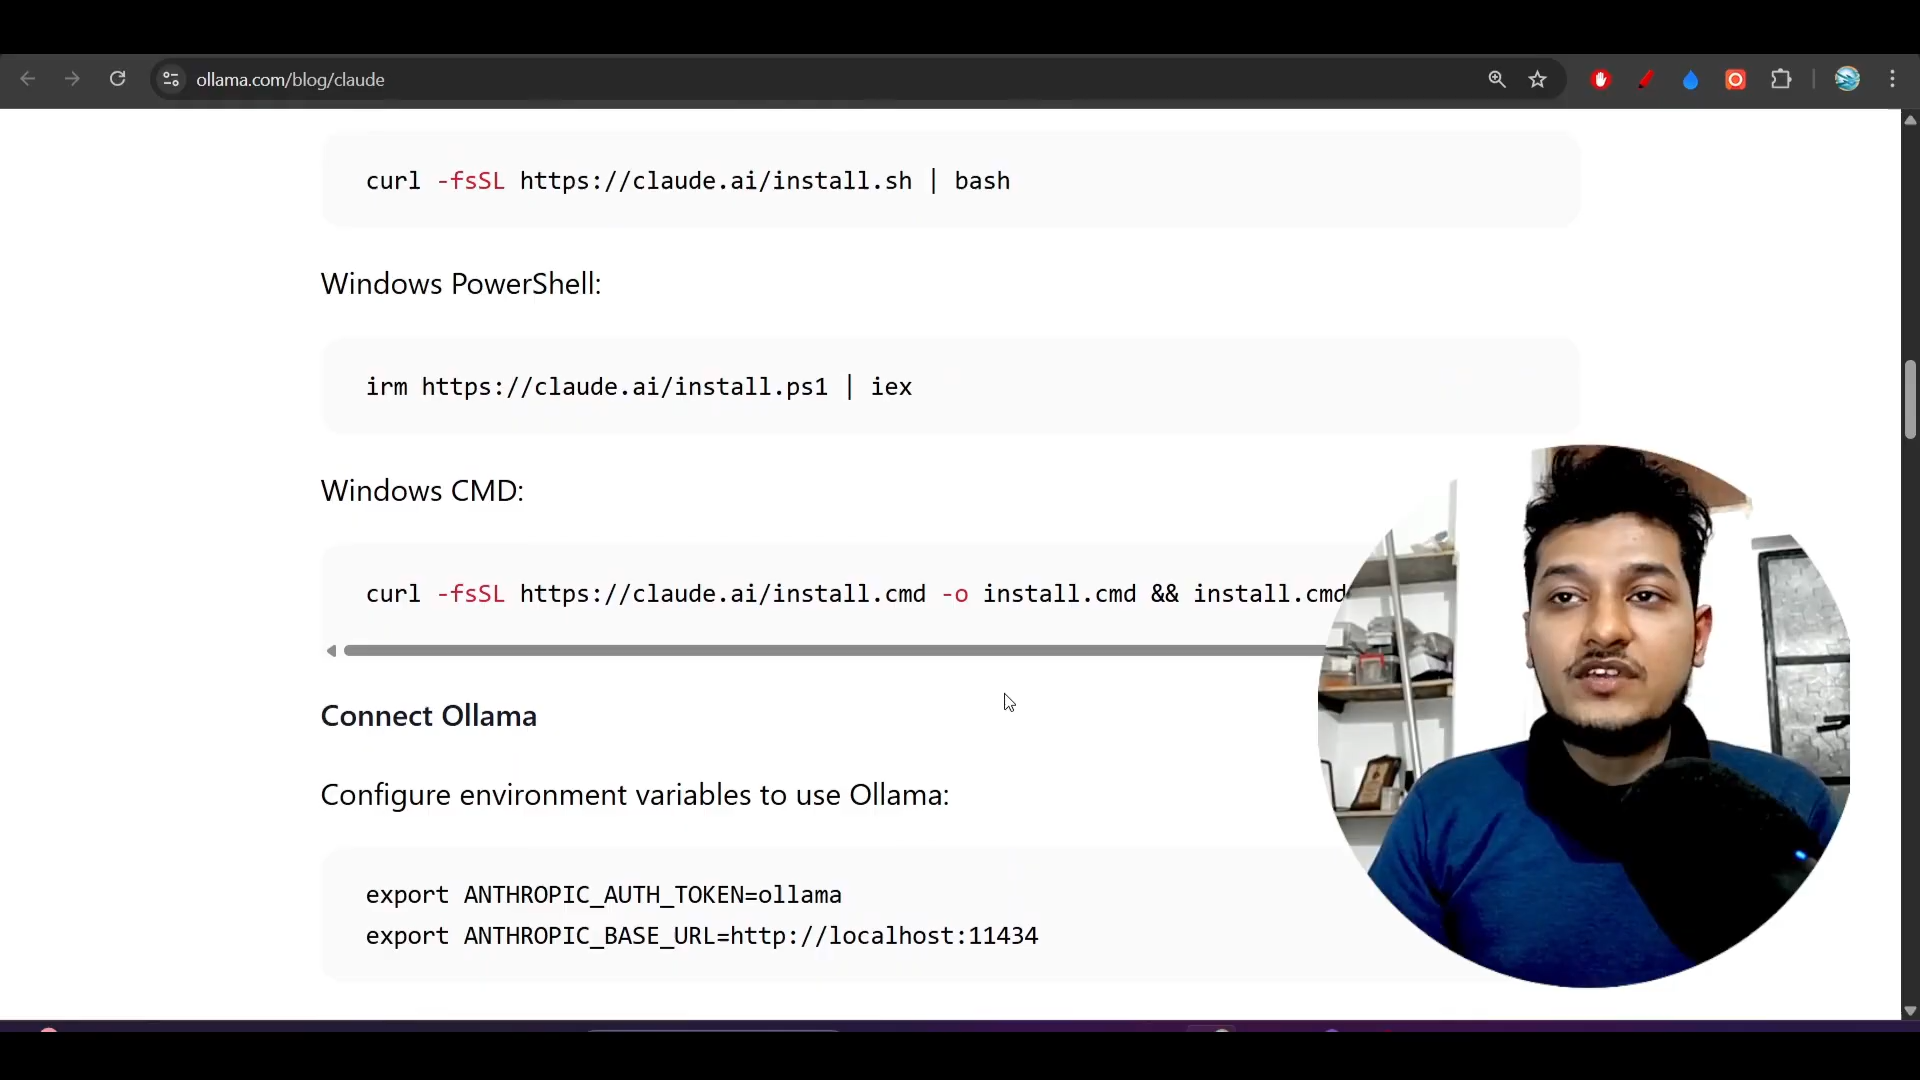 ollama.com/blog/claude
curl -fsSL https://claude.ai/install.sh | bash
Windows PowerShell:
irm https://claude.ai/install.ps1 | iex
Windows CMD:
curl -fsSL https://claude.ai/install.cmd -o install.cmd && install.cmd
Connect Ollama
Configure environment variables to use Ollama:
export ANTHROPIC_AUTH_TOKEN=ollama
export ANTHROPIC_BASE_URL=http://localhost:11434